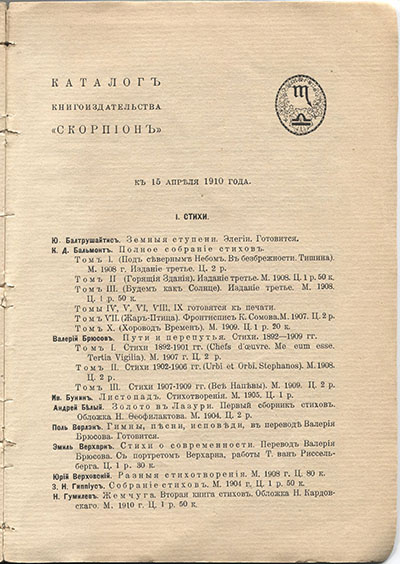 КАТАЛОГЪ
КНИГОИЗДАТЕЛЬСТВА
«СКОРПІОНЪ»
КЪ 15 АПРѢЛЯ 1910 ГОДА.
I. СТИХИ.
Ю. Балтрушайтисъ. Земныя ступени. Элегіи. Готовится.
К. Д. Бальмонтъ. Полное собраніе стиховъ.
Томъ I. (Подъ сѣвернымъ Небомъ. Въ безбрежности. Тишина).
М. 1908 г. Изданіе третье. Ц. 2 р.
Томъ II (Горящія Зданія). Изданіе третье. М. 1908. Ц. 1 р. 50 к.
Томъ III. (Будемъ какъ Солнце). Изданіе третье. М. 1908.
Ц. 1 р. 50 к.
Томы IV, V, VI, VIII, IX готовятся къ печати.
Томъ VII. (Жаръ-Птица). Фронтисписъ К. Сомова. М. 1907. Ц. 2 р.
Томъ X. (Хороводъ Временъ). М. 1909. Ц. 1 р. 20 к.
Валерій Брюсовъ. Пути и перепутья. Стихи. 1892—1909 гг.
Томъ I. Стихи 1892-1901 гг. (Chefs d'œuvre. Me eum esse.
Tertia Vigilia). М. 1907 г. Ц. 2 р.
Томъ II. Стихи 1902-1906 гг. (Urbi et Orbi. Stephanos). М. 1908.
Ц. 2 р.
Томъ III. Стихи 1907-1909 гг. (Всѣ Напѣвы). М. 1909. Ц. 2 р.
Ив. Бунинъ. Листопадъ. Стихотворенія. М. 1905. Ц. 1 р.
Андрей Бѣлый. Золото въ Лазури. Первый сборникъ стиховъ.
Обложка Н. Ѳеофилактова. М. 1904. Ц. 2 р.
Поль Верлэнъ. Гимны, пѣсни, исповѣди, въ переводѣ Валерія
Брюсова. Готовится.
Эмиль Верхарнъ. Стихи о современности. Переводъ Валерія
Брюсова. Съ портретомъ Верхарна, работы Т. ванъ Риссель-
берга. Ц. 1 р. 30 к.
Юрій Верховскій. Разныя стихотворенія. М. 1908 г. Ц. 80 к.
З. Н. Гиппіусъ. Собраніе стиховъ. М. 1904 г. Ц. 1 р. 50 к.
Н. Гумилевъ. Жемчуга. Вторая книга стиховъ. Обложка Н. Кардов-
скаго. М. 1910 г. Ц. 1 р. 50 к.